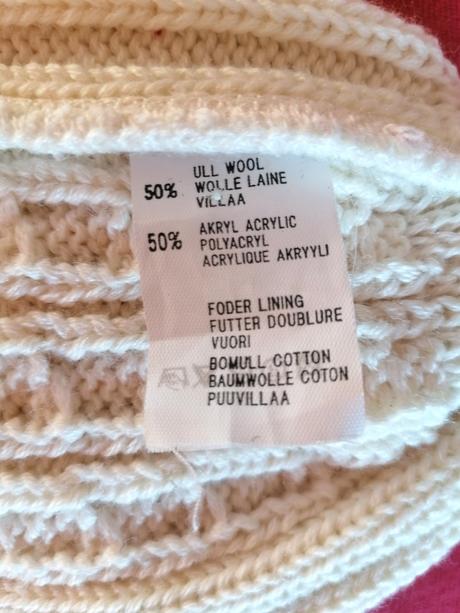 ULL WOOL
50% WOLLE LAINE
VILLAA
50% AKRYL ACRYLIC
POLYACRYL
ACRYLIQUE AKRYYLI
FODER LINING
FUTTER DOUBLURE
VUORI
BOMULL COTTON
BAUMWOLLE COTON
PUUVILLAA